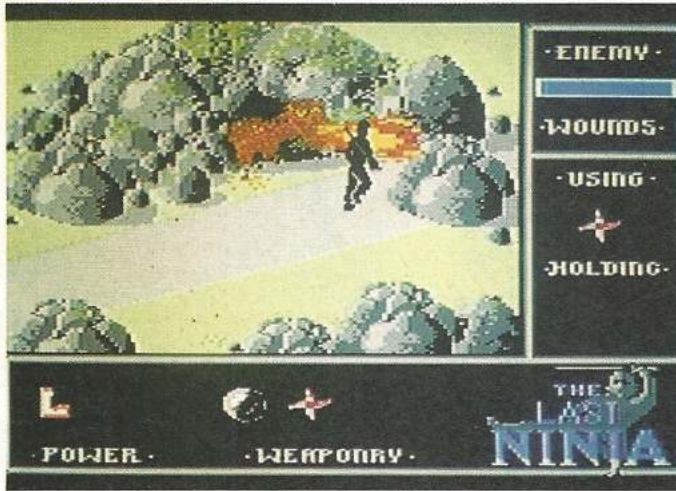 ·ENEMY·
·WOUNDS·
·USING·
·HOLDING·
·POWER·
·WEAPONRY·
THE
LAST
NINJA